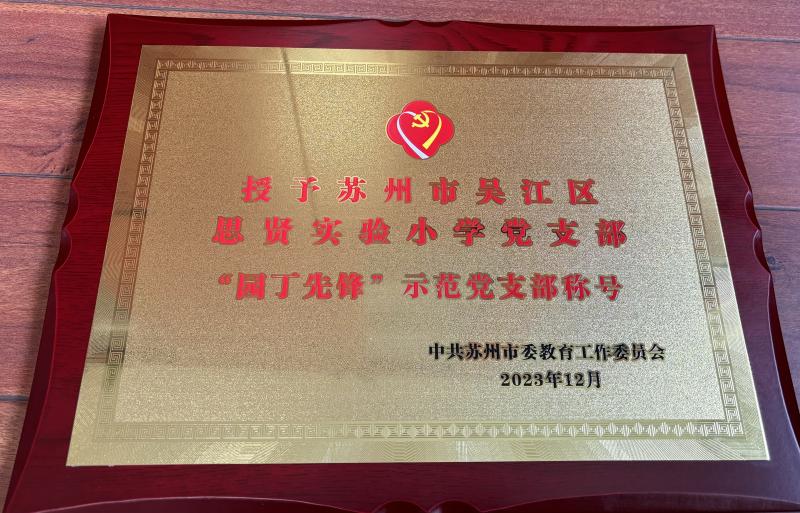 授予苏州市吴江区
思贤实验小学党支部
“园丁先锋”示范党支部称号
中共苏州市委教育工作委员会
2023年12月